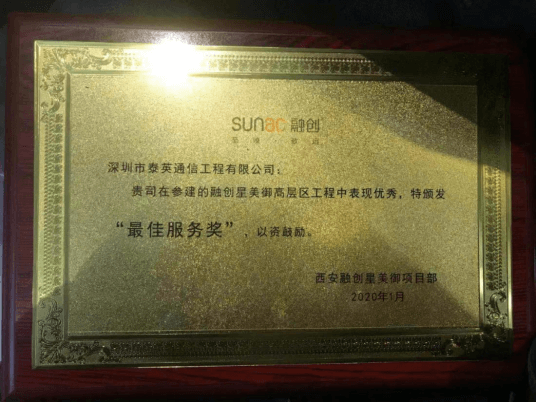 SUNAC 融创
深圳市泰英通信工程有限公司：
贵司在参建的融创星美御高层区工程中表现优秀，特颁发
“最佳服务奖”，以资鼓励。
西安融创星美御项目部
2020年1月